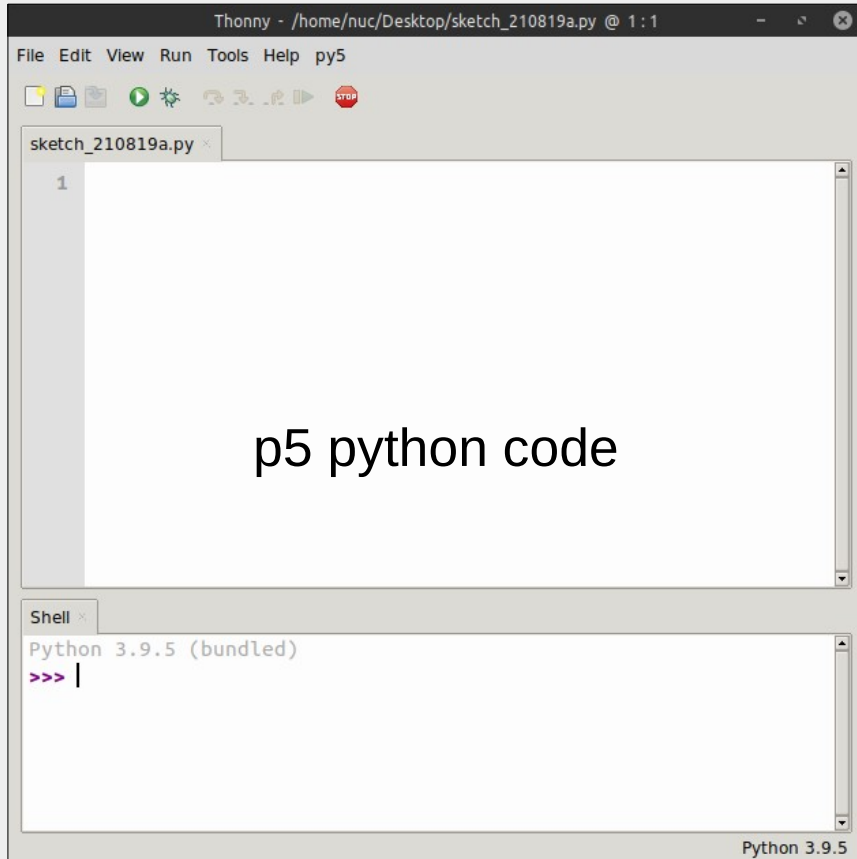 Thonny - /home/nuc/Desktop/sketch_210819a.py @ 1 : 1
File Edit View Run Tools Help py5
STOP
sketch_210819a.py
1
p5 python code
Shell
Python 3.9.5 (bundled)
>>>
Python 3.9.5